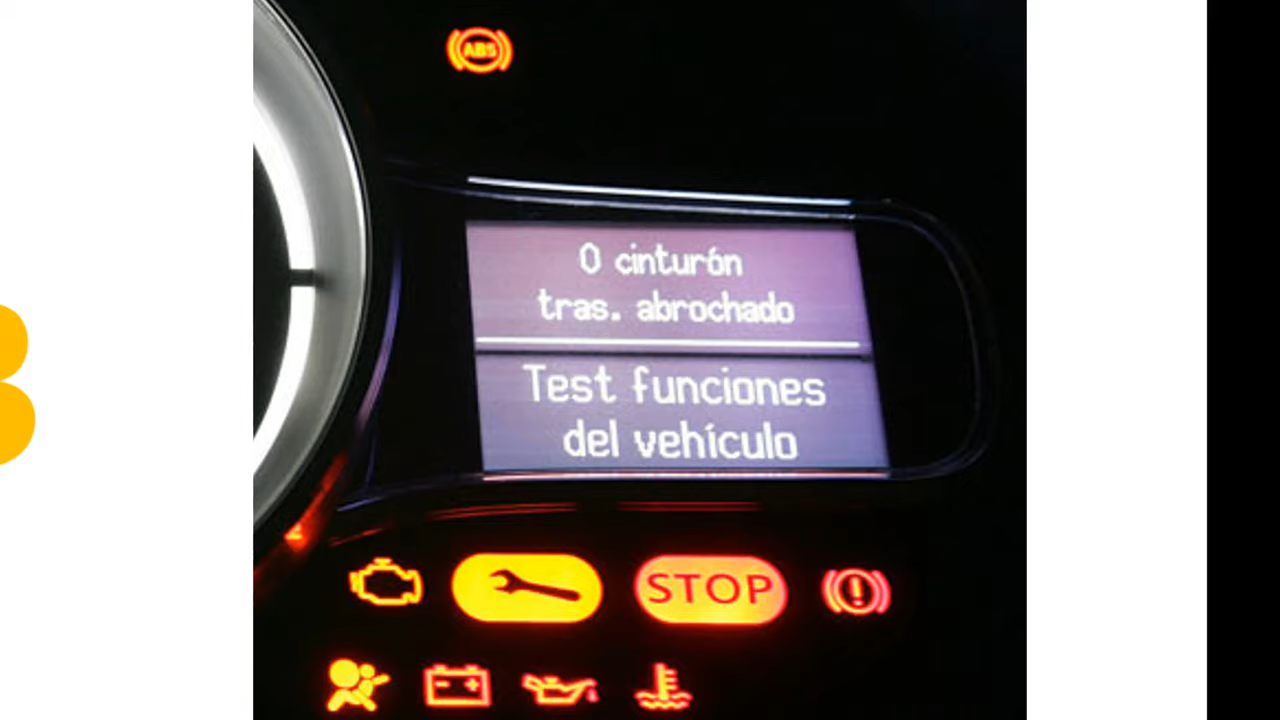 ABS
0 cinturón
tras. abrochado
Test funciones
del vehículo
STOP